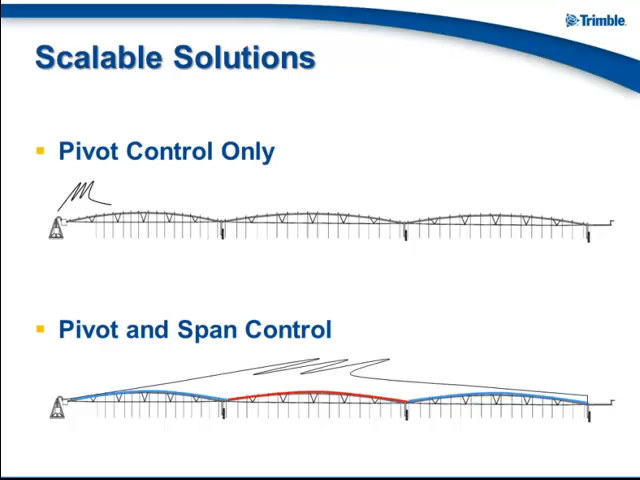 Trimble
Scalable Solutions
Pivot Control Only
Pivot and Span Control